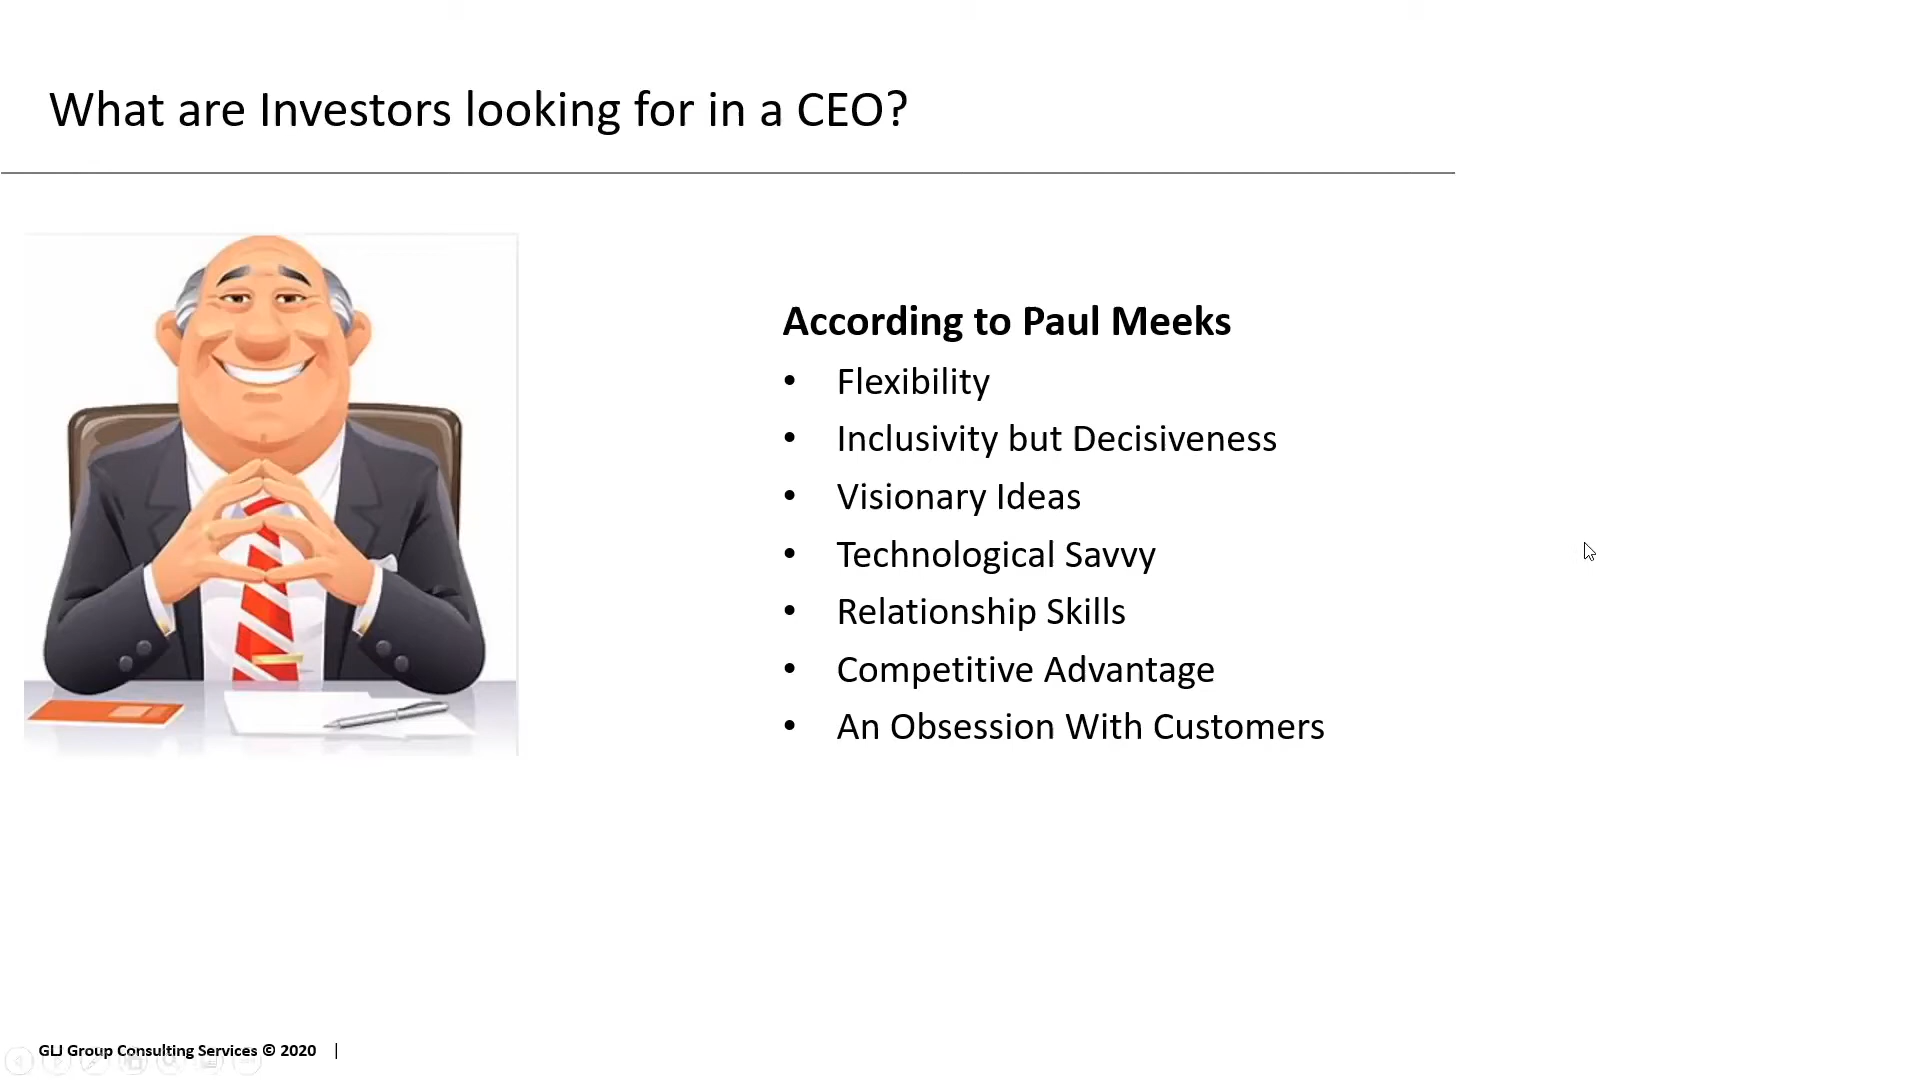 What are Investors looking for in a CEO?
According to Paul Meeks
• Flexibility
• Inclusivity but Decisiveness
• Visionary Ideas
• Technological Savvy
• Relationship Skills
• Competitive Advantage
• An Obsession With Customers
GLJ Group Consulting Services © 2020 |